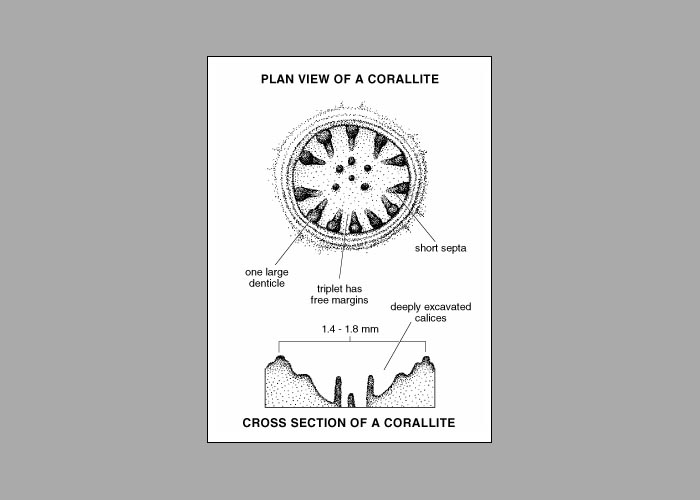 PLAN VIEW OF A CORALLITE
short septa
one large
denticle
triplet has
free margins
deeply excavated
calices
1.4 - 1.8 mm
CROSS SECTION OF A CORALLITE